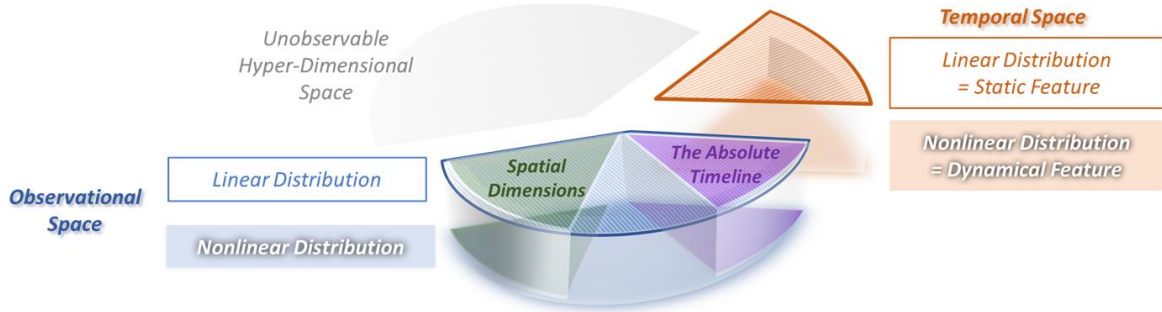 Unobservable
Hyper-Dimensional
Space
Temporal Space
Linear Distribution
= Static Feature
Nonlinear Distribution
= Dynamical Feature
Spatial
Dimensions
The Absolute
Timeline
Observational
Space
Linear Distribution
Nonlinear Distribution